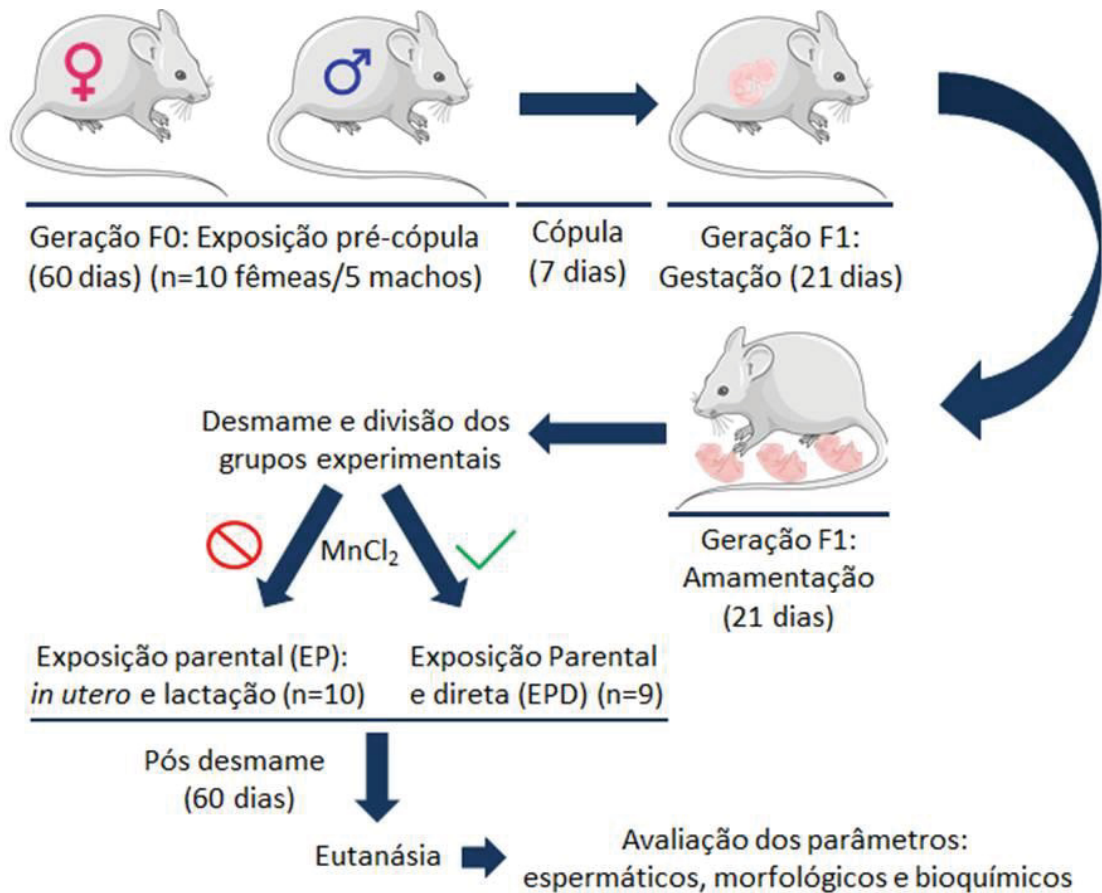 Geração F0: Exposição pré-cópula
(60 dias) (n=10 fêmeas/5 machos)
Cópula
(7 dias)
Geração F1:
Gestação (21 dias)
Geração F1:
Amamentação
(21 dias)
Desmame e divisão dos
grupos experimentais
MnCl₂
Exposição parental (EP):
in utero e lactação (n=10)
Exposição Parental
e direta (EPD) (n=9)
Pós desmame
(60 dias)
Eutanásia
Avaliação dos parâmetros:
espermáticos, morfológicos e bioquímicos